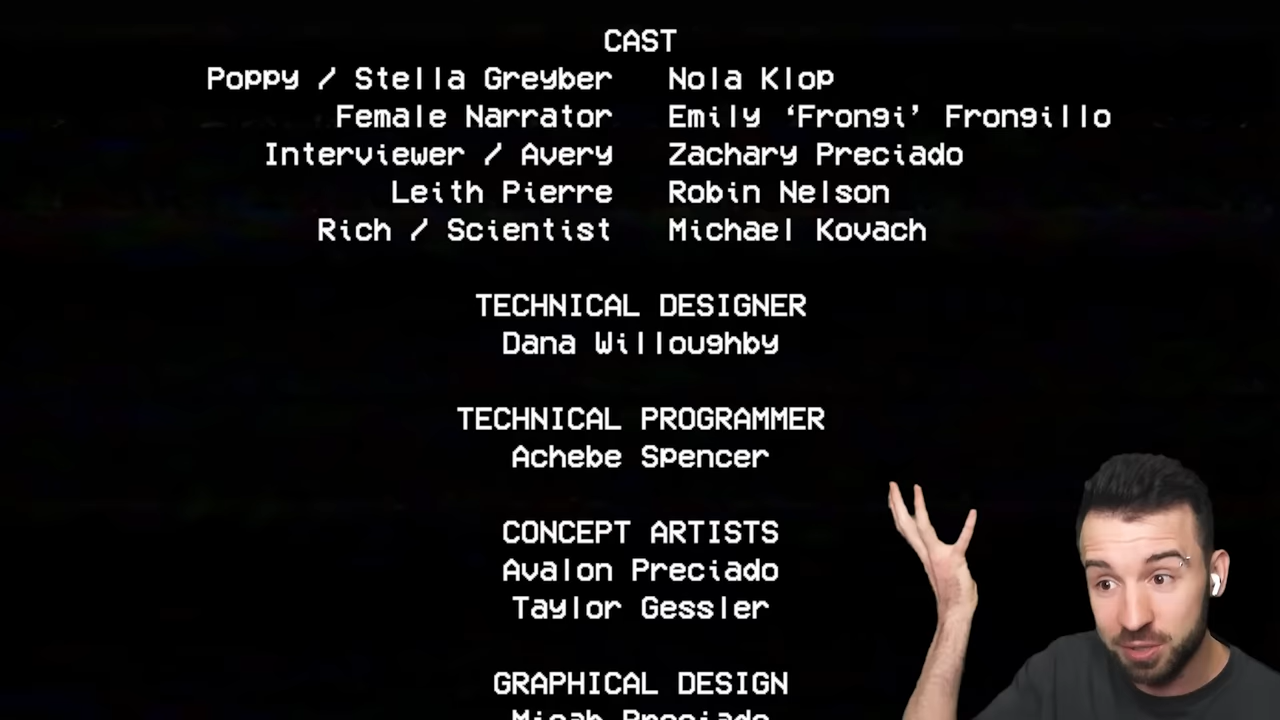 CAST
Poppy / Stella Greyber Nola Klop
Female Narrator Emily ‘Frongi’ Frongillo
Interviewer / Avery Zachary Preciado
Leith Pierre Robin Nelson
Rich / Scientist Michael Kovach
TECHNICAL DESIGNER
Dana Willoughby
TECHNICAL PROGRAMMER
Achebe Spencer
CONCEPT ARTISTS
Avalon Preciado
Taylor Gessler
GRAPHICAL DESIGN
Micah Preciado